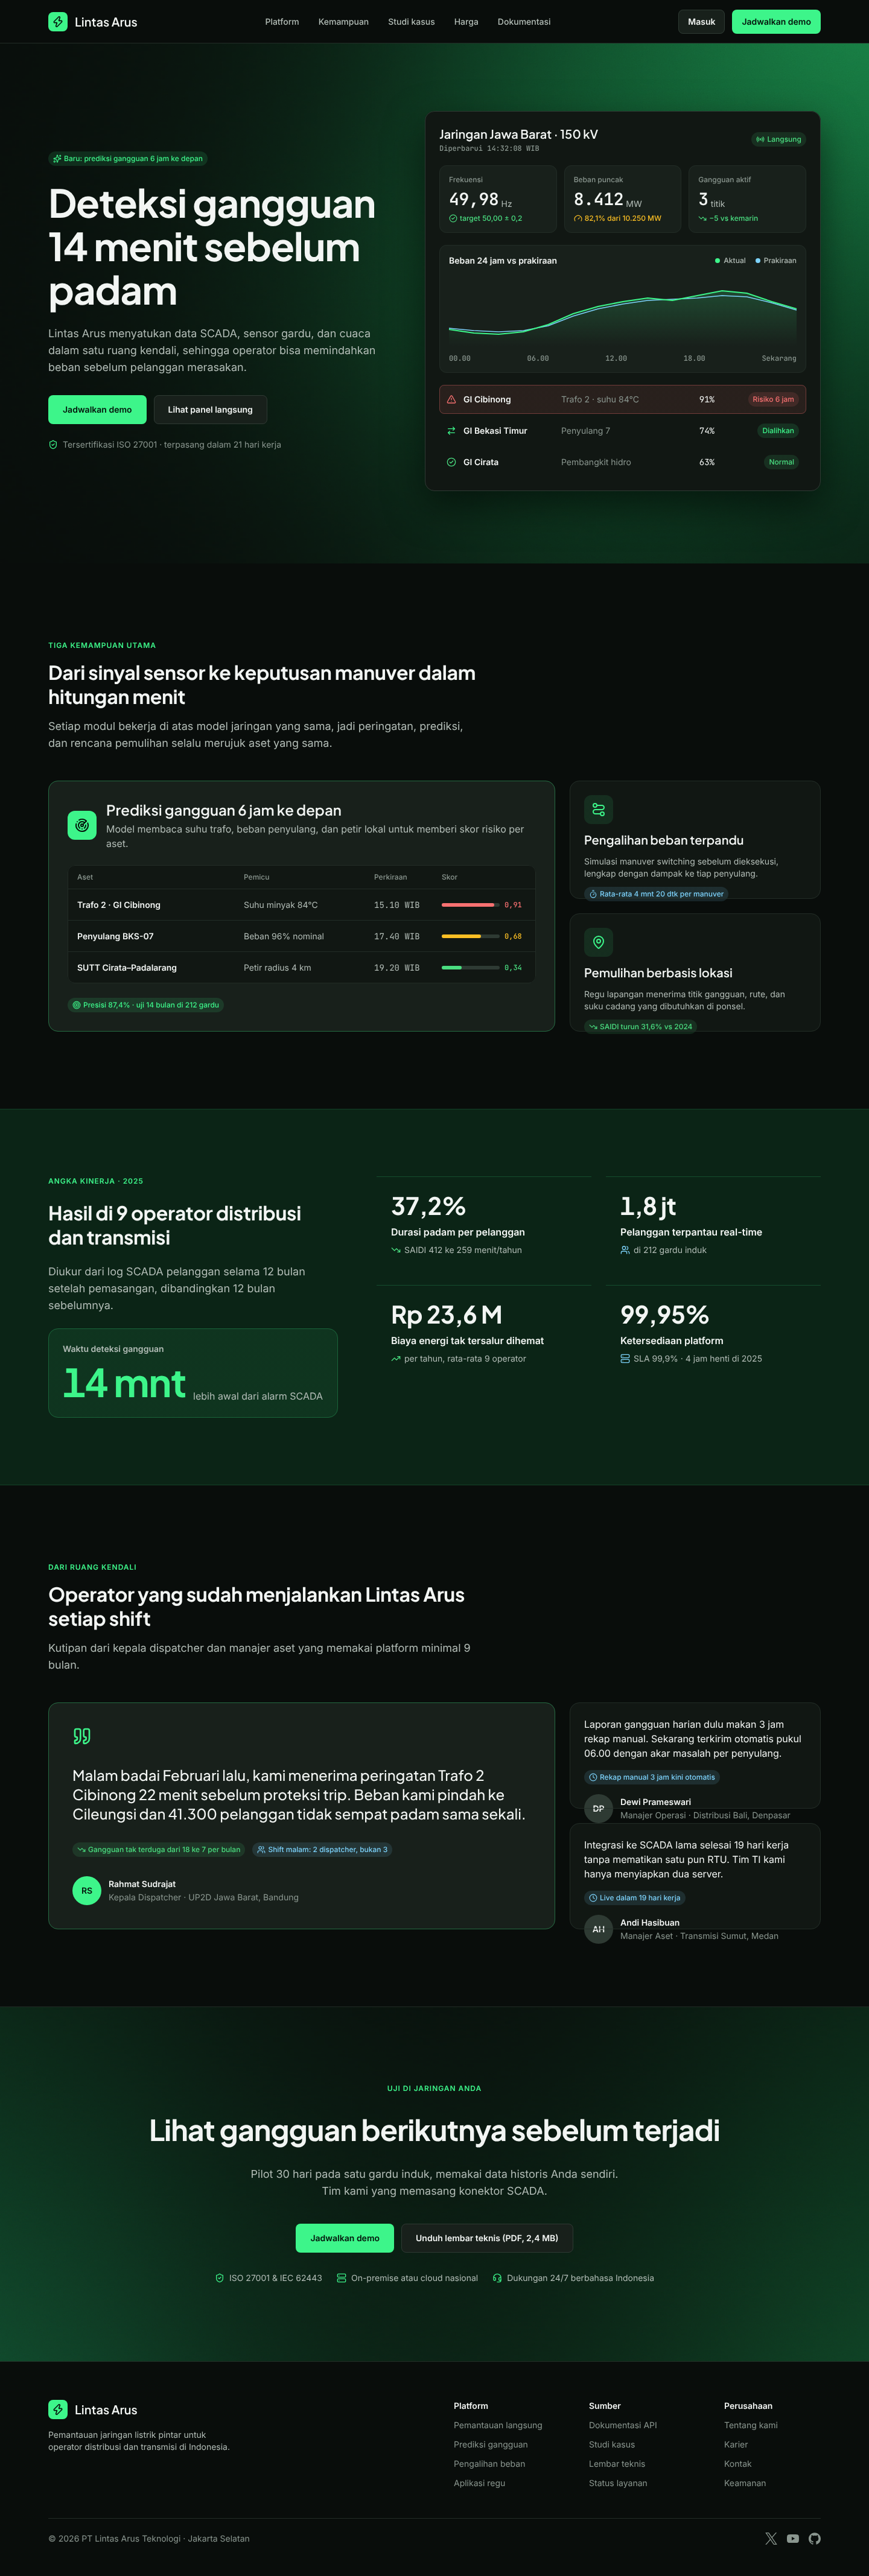 Lintas Arus
Platform
Kemampuan
Studi kasus
Harga
Dokumentasi
Masuk
Jadwalkan demo
Baru: prediksi gangguan 6 jam ke depan
Deteksi gangguan
14 menit sebelum
padam
Lintas Arus menyatukan data SCADA, sensor gardu, dan cuaca
dalam satu ruang kendali, sehingga operator bisa memindahkan
beban sebelum pelanggan merasakan.
Jadwalkan demo
Lihat panel langsung
Tersertifikasi ISO 27001 · terpasang dalam 21 hari kerja
Jaringan Jawa Barat · 150 kV
Diperbarui 14:32:08 WIB
Langsung
Frekuensi
49,98 Hz
target 50,00 ± 0,2
Beban puncak
8.412 MW
82,1% dari 10.250 MW
Gangguan aktif
3 titik
−5 vs kemarin
Beban 24 jam vs prakiraan
Aktual
Prakiraan
00.00
06.00
12.00
18.00
Sekarang
GI Cibinong
Trafo 2 · suhu 84°C
91%
Risiko 6 jam
GI Bekasi Timur
Penyulang 7
74%
Dialihkan
GI Cirata
Pembangkit hidro
63%
Normal
TIGA KEMAMPUAN UTAMA
Dari sinyal sensor ke keputusan manuver dalam
hitungan menit
Setiap modul bekerja di atas model jaringan yang sama, jadi peringatan, prediksi,
dan rencana pemulihan selalu merujuk aset yang sama.
Prediksi gangguan 6 jam ke depan
Model membaca suhu trafo, beban penyulang, dan petir lokal untuk memberi skor risiko per
aset.
Aset
Pemicu
Perkiraan
Skor
Trafo 2 · GI Cibinong
Suhu minyak 84°C
15.10 WIB
0,91
Penyulang BKS-07
Beban 96% nominal
17.40 WIB
0,68
SUTT Cirata–Padalarang
Petir radius 4 km
19.20 WIB
0,34
Presisi 87,4% · uji 14 bulan di 212 gardu
Pengalihan beban terpandu
Simulasi manuver switching sebelum dieksekusi,
lengkap dengan dampak ke tiap penyulang.
Rata-rata 4 mnt 20 dtk per manuver
Pemulihan berbasis lokasi
Regu lapangan menerima titik gangguan, rute, dan
suku cadang yang dibutuhkan di ponsel.
SAIDI turun 31,6% vs 2024
ANGKA KINERJA · 2025
Hasil di 9 operator distribusi
dan transmisi
Diukur dari log SCADA pelanggan selama 12 bulan
setelah pemasangan, dibandingkan 12 bulan
sebelumnya.
Waktu deteksi gangguan
14 mnt lebih awal dari alarm SCADA
37,2%
Durasi padam per pelanggan
SAIDI 412 ke 259 menit/tahun
1,8 jt
Pelanggan terpantau real-time
di 212 gardu induk
Rp 23,6 M
Biaya energi tak tersalur dihemat
per tahun, rata-rata 9 operator
99,95%
Ketersediaan platform
SLA 99,9% · 4 jam henti di 2025
DARI RUANG KENDALI
Operator yang sudah menjalankan Lintas Arus
setiap shift
Kutipan dari kepala dispatcher dan manajer aset yang memakai platform minimal 9
bulan.
Malam badai Februari lalu, kami menerima peringatan Trafo 2
Cibinong 22 menit sebelum proteksi trip. Beban kami pindah ke
Cileungsi dan 41.300 pelanggan tidak sempat padam sama sekali.
Gangguan tak terduga dari 18 ke 7 per bulan
Shift malam: 2 dispatcher, bukan 3
RS
Rahmat Sudrajat
Kepala Dispatcher · UP2D Jawa Barat, Bandung
Laporan gangguan harian dulu makan 3 jam
rekap manual. Sekarang terkirim otomatis pukul
06.00 dengan akar masalah per penyulang.
Rekap manual 3 jam kini otomatis
DP
Dewi Prameswari
Manajer Operasi · Distribusi Bali, Denpasar
Integrasi ke SCADA lama selesai 19 hari kerja
tanpa mematikan satu pun RTU. Tim TI kami
hanya menyiapkan dua server.
Live dalam 19 hari kerja
AH
Andi Hasibuan
Manajer Aset · Transmisi Sumut, Medan
UJI DI JARINGAN ANDA
Lihat gangguan berikutnya sebelum terjadi
Pilot 30 hari pada satu gardu induk, memakai data historis Anda sendiri.
Tim kami yang memasang konektor SCADA.
Jadwalkan demo
Unduh lembar teknis (PDF, 2,4 MB)
ISO 27001 & IEC 62443
On-premise atau cloud nasional
Dukungan 24/7 berbahasa Indonesia
Lintas Arus
Pemantauan jaringan listrik pintar untuk
operator distribusi dan transmisi di Indonesia.
Platform
Pemantauan langsung
Prediksi gangguan
Pengalihan beban
Aplikasi regu
Sumber
Dokumentasi API
Studi kasus
Lembar teknis
Status layanan
Perusahaan
Tentang kami
Karier
Kontak
Keamanan
© 2026 PT Lintas Arus Teknologi · Jakarta Selatan